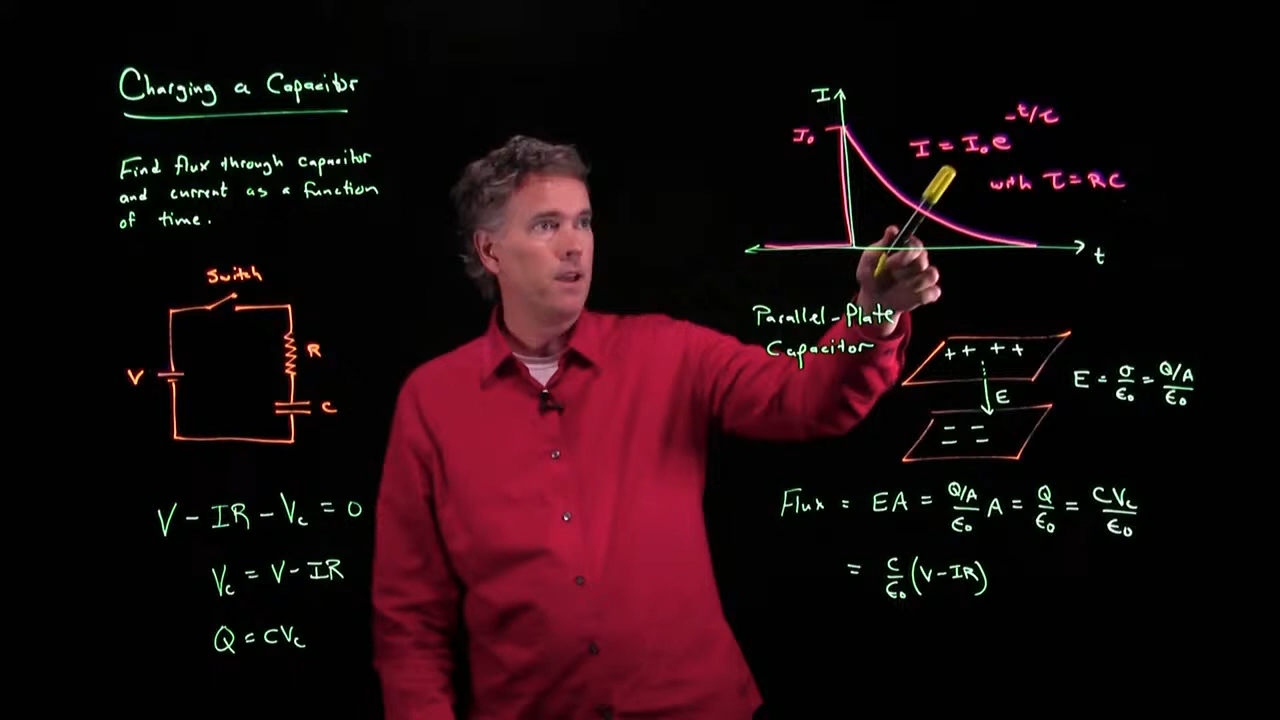 Charging a Capacitor
Find flux through capacitor
and current as a function
of time.
Switch
V
R
C
V - IR - Vc = 0
Vc = V - IR
Q = CVc
I
I₀
I = I₀e^(-t/τ)
with τ = RC
t
Parallel-Plate
Capacitor
+ + + +
E
- - - -
E = σ/ε₀ = Q/A/ε₀
Flux = EA = Q/A/ε₀ A = Q/ε₀ = CVc/ε₀
= C/ε₀ (V - IR)